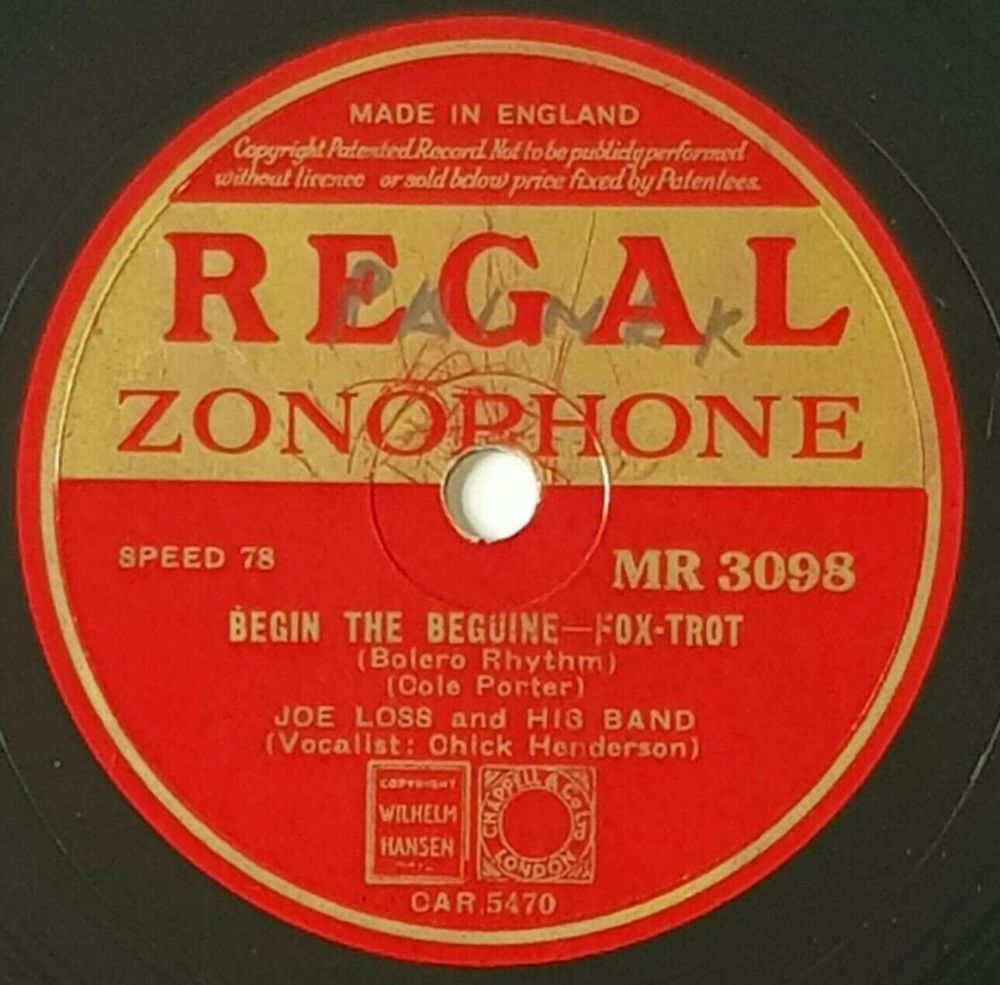 MADE IN ENGLAND
Copyright Patented Record. Not to be publicly performed
without licence or sold below price fixed by Patentees.
REGAL
ZONOPHONE
SPEED 78
MR 3098
BEGIN THE BEGUINE—FOX-TROT
(Bolero Rhythm)
(Cole Porter)
JOE LOSS and HIS BAND
(Vocalist: Chick Henderson)
COPYRIGHT
WILHELM
HANSEN
CHAPPELL & Co LTD
LONDON
CAR.5470